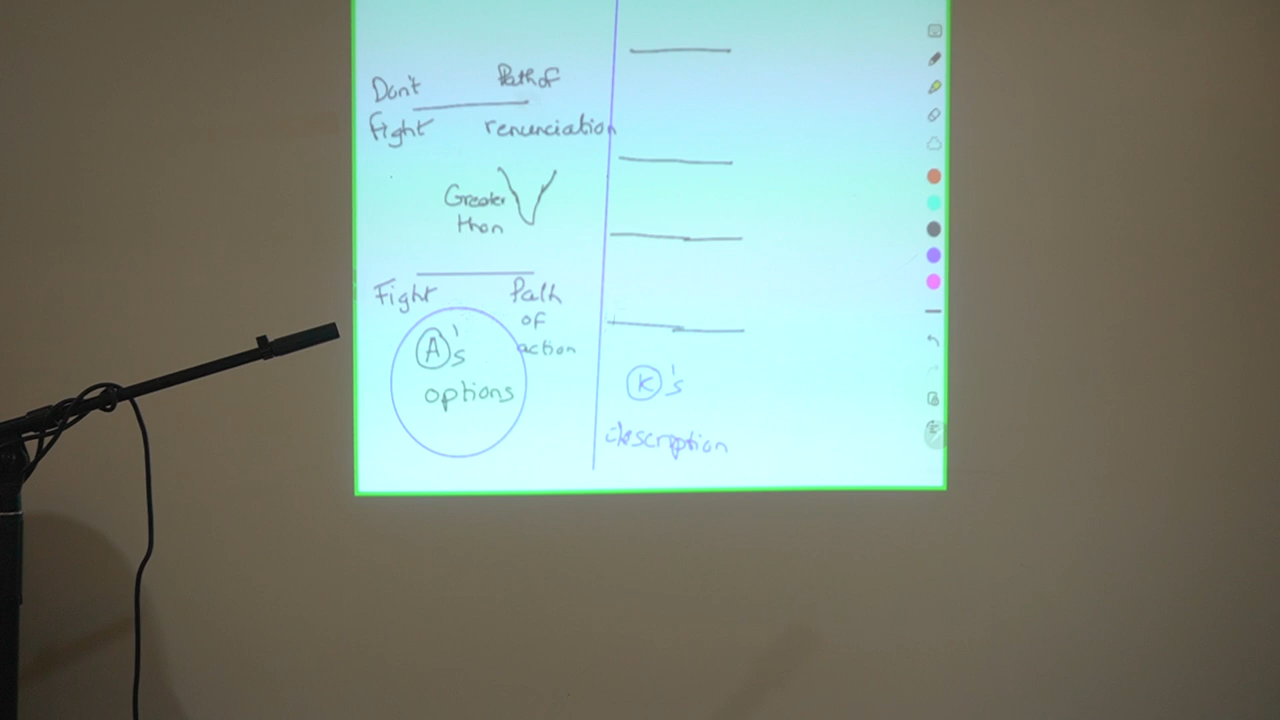 Don't Path of
fight renunciation
Greater
than
Fight Path
of
action
A's
options
K's
description